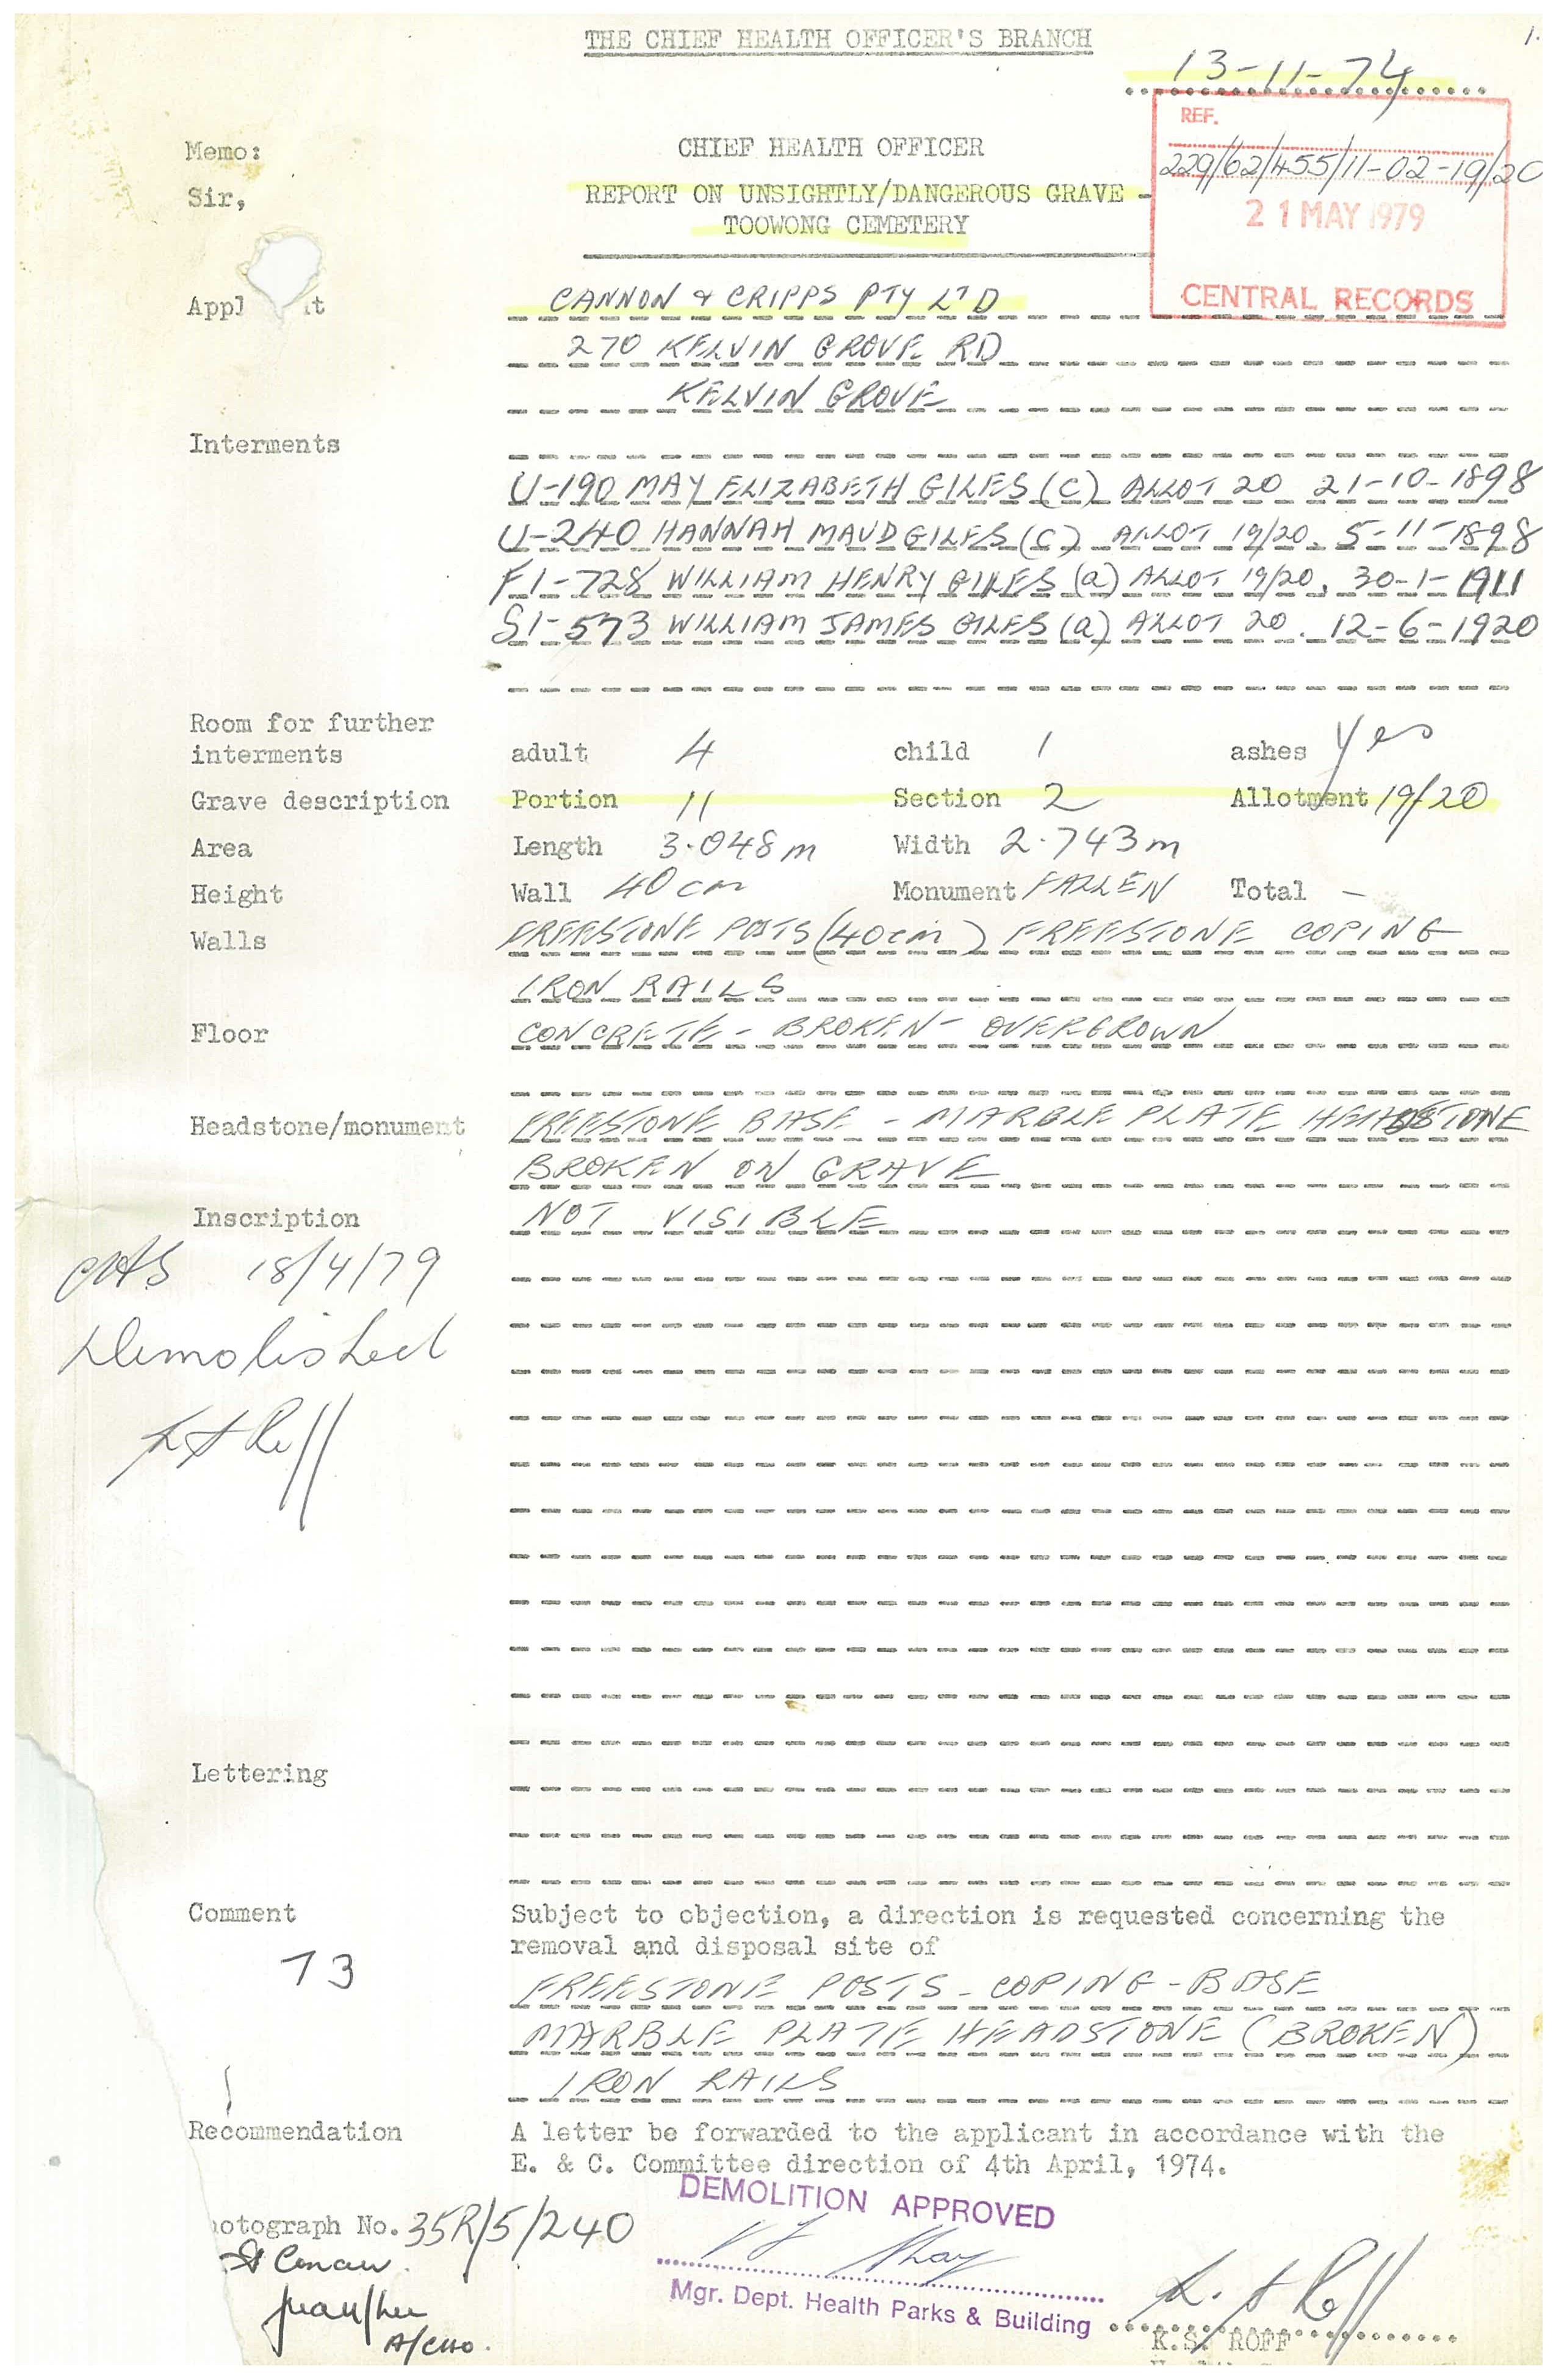 THE CHIEF HEALTH OFFICER'S BRANCH
1.
13-11-74
REF.
Memo: CHIEF HEALTH OFFICER
229/62/455/11-02-19/20
Sir, REPORT ON UNSIGHTLY/DANGEROUS GRAVE -
TOOWONG CEMETERY
21 MAY 1979
CENTRAL RECORDS
Appl it CANNON & CRIPPS PTY LTD
270 KELVIN GROVE RD
KELVIN GROVE
Interments
U-190 MAY ELIZABETH GILES (C) ALLOT 20 21-10-1898
U-240 HANNAH MAUD GILES (C) ALLOT 19/20. 5-11-1898
F1-728 WILLIAM HENRY GILES (a) ALLOT 19/20. 30-1-1911
S1-573 WILLIAM JAMES GILES (a) ALLOT 20. 12-6-1920
Room for further
interments adult 4 child 1 ashes Yes
Grave description Portion 11 Section 2 Allotment 19/20
Area Length 3.048m Width 2.743m
Height Wall 40cm Monument FALLEN Total -
Walls FREESTONE POSTS (40cm) FREESTONE COPING
IRON RAILS
Floor CONCRETE - BROKEN - OVERGROWN
Headstone/monument FREESTONE BASE - MARBLE PLATE HEADSTONE
BROKEN ON GRAVE
Inscription NOT VISIBLE
18/4/79
Demolished
Lettering
Comment Subject to objection, a direction is requested concerning the
removal and disposal site of
73
FREESTONE POSTS - COPING - BASE
MARBLE PLATE HEADSTONE (BROKEN)
IRON RAILS
Recommendation A letter be forwarded to the applicant in accordance with the
E. & C. Committee direction of 4th April, 1974.
DEMOLITION APPROVED
hotograph No. 35R/5/240
Mgr. Dept. Health Parks & Building
A/CHO.
K.S. ROFF